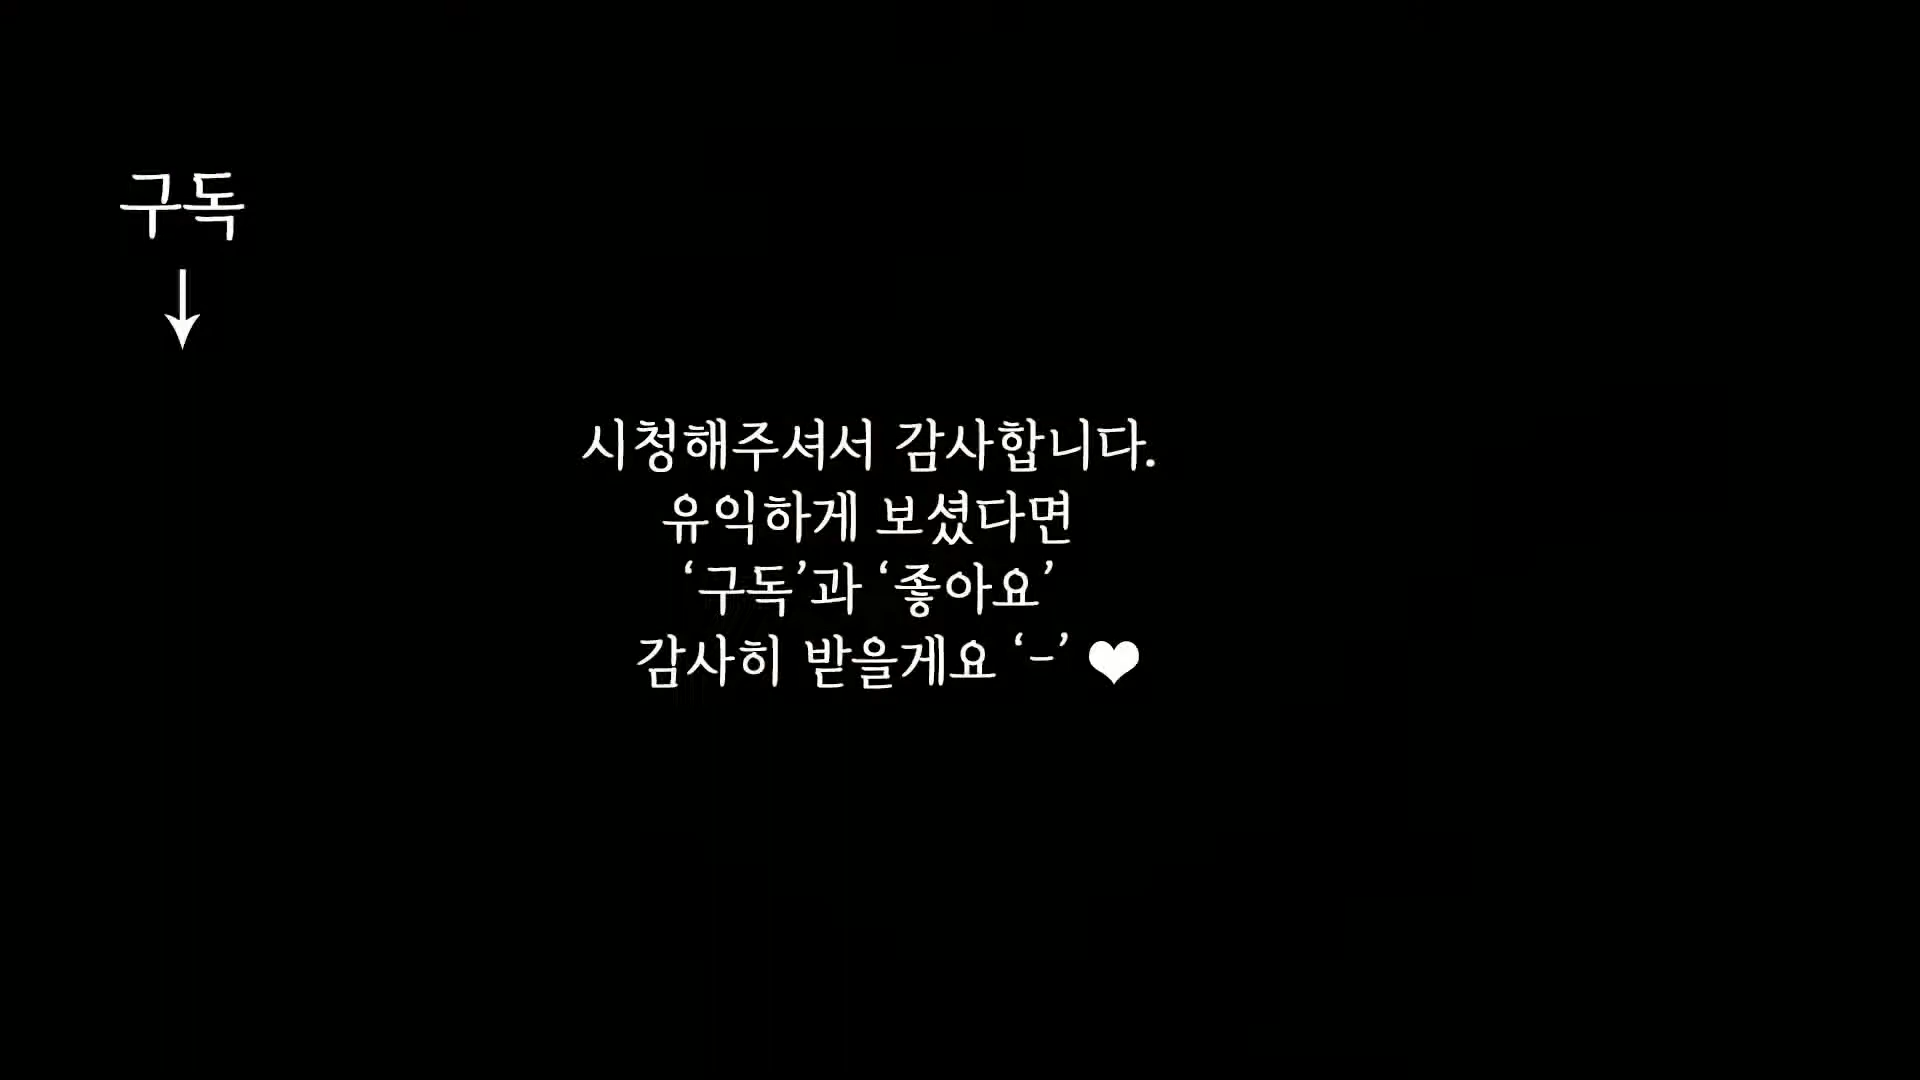 구독
↓
시청해주셔서 감사합니다.
유익하게 보셨다면
‘구독’과 ‘좋아요’
감사히 받을게요 ‘-’ ❤